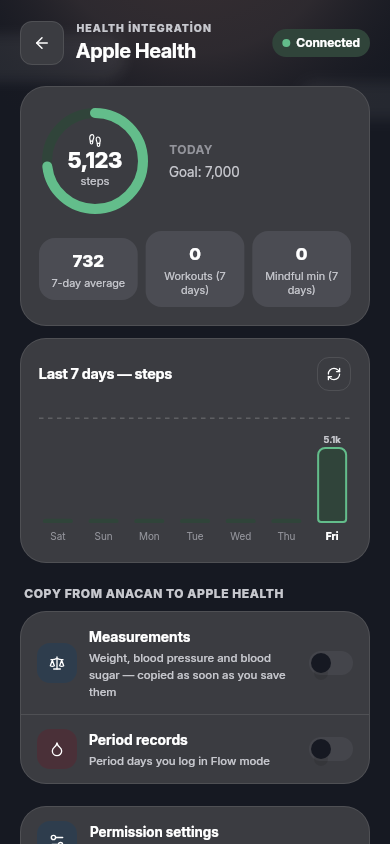 HEALTH İNTEGRATİON
Apple Health
Connected
5,123
steps
TODAY
Goal: 7,000
732
7-day average
0
Workouts (7
days)
0
Mindful min (7
days)
Last 7 days — steps
5.1k
Sat Sun Mon Tue Wed Thu Fri
COPY FROM ANACAN TO APPLE HEALTH
Measurements
Weight, blood pressure and blood
sugar — copied as soon as you save
them
Period records
Period days you log in Flow mode
Permission settings